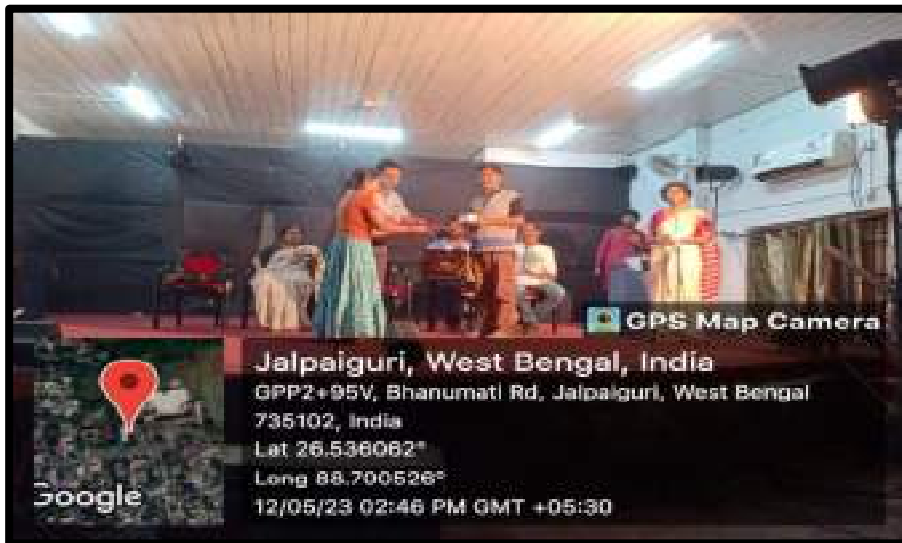 GPS Map Camera
Jalpaiguri, West Bengal, India
GPP2+95V, Bhanumati Rd, Jalpaiguri, West Bengal
735102, India
Lat 26.536062°
Long 88.700526°
12/05/23 02:46 PM GMT +05:30
Google